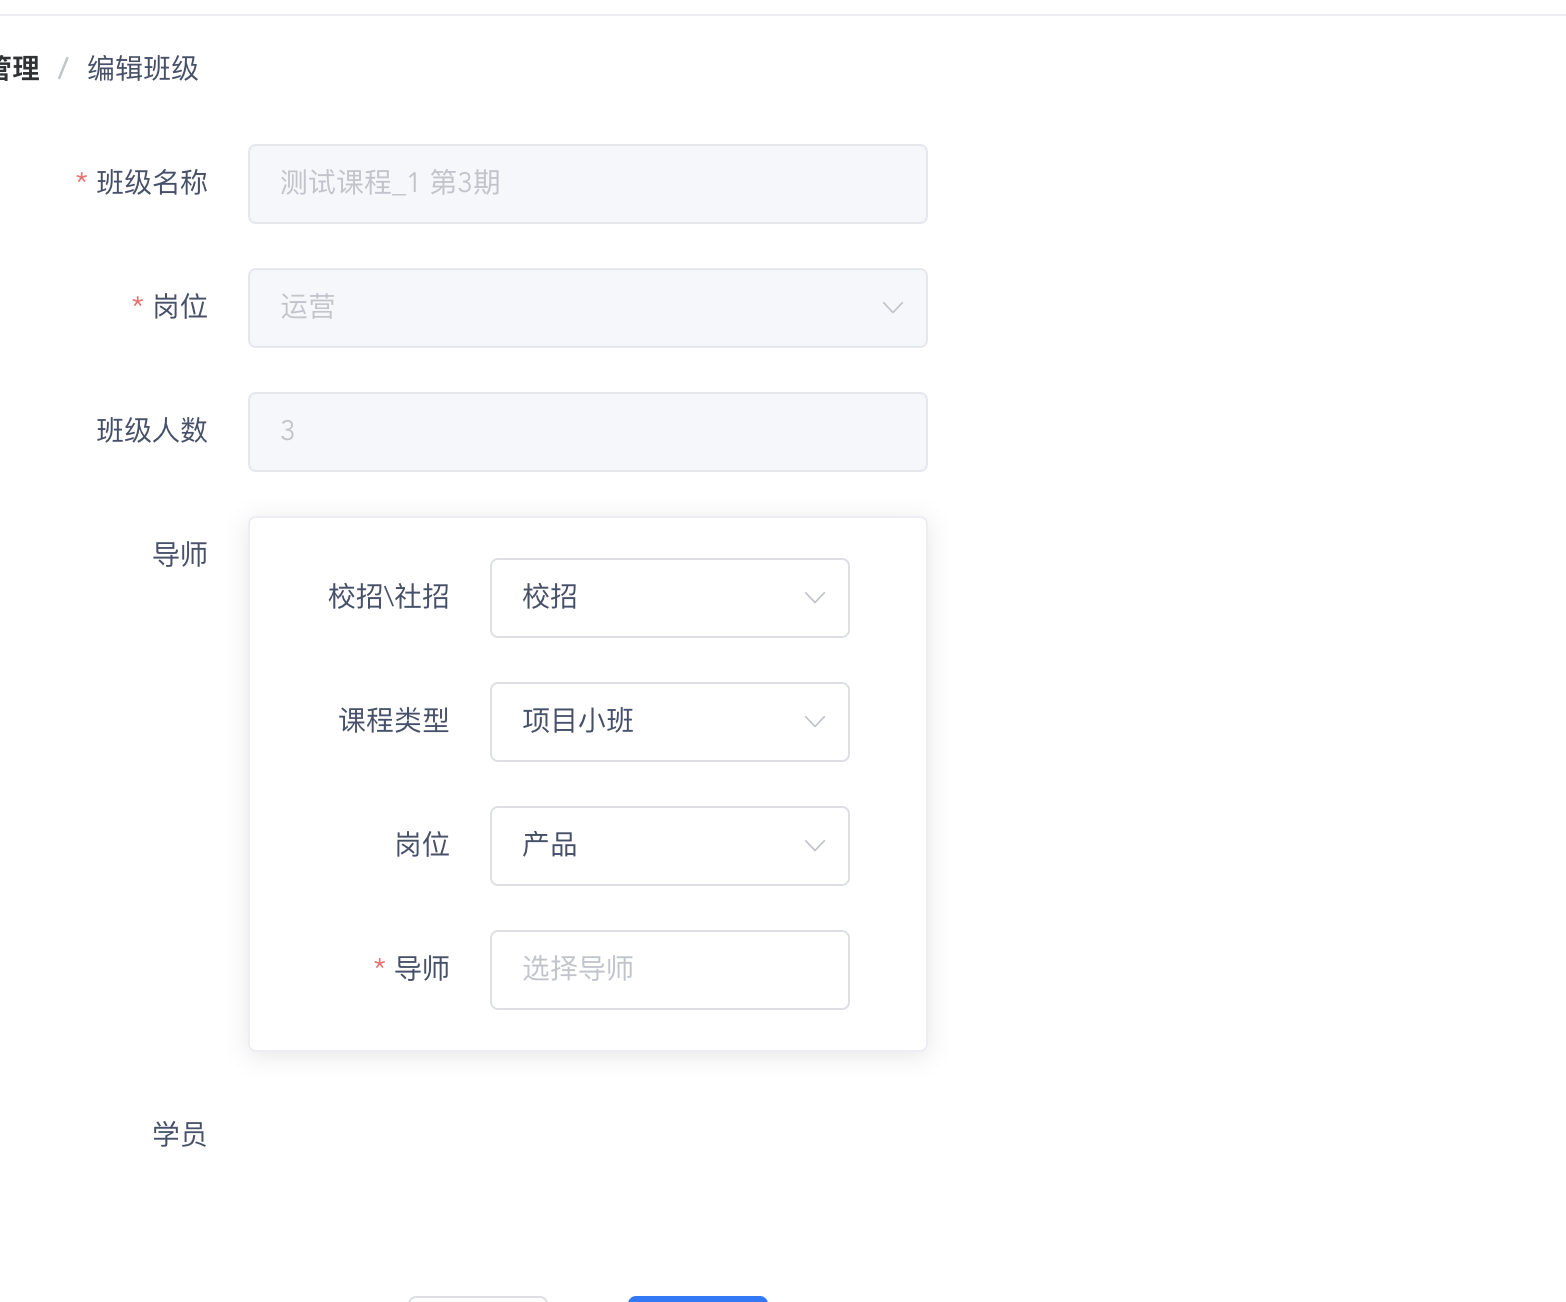 管理 / 编辑班级
* 班级名称 测试课程_1 第3期
* 岗位 运营
班级人数 3
导师
校招\社招 校招
课程类型 项目小班
岗位 产品
* 导师 选择导师
学员